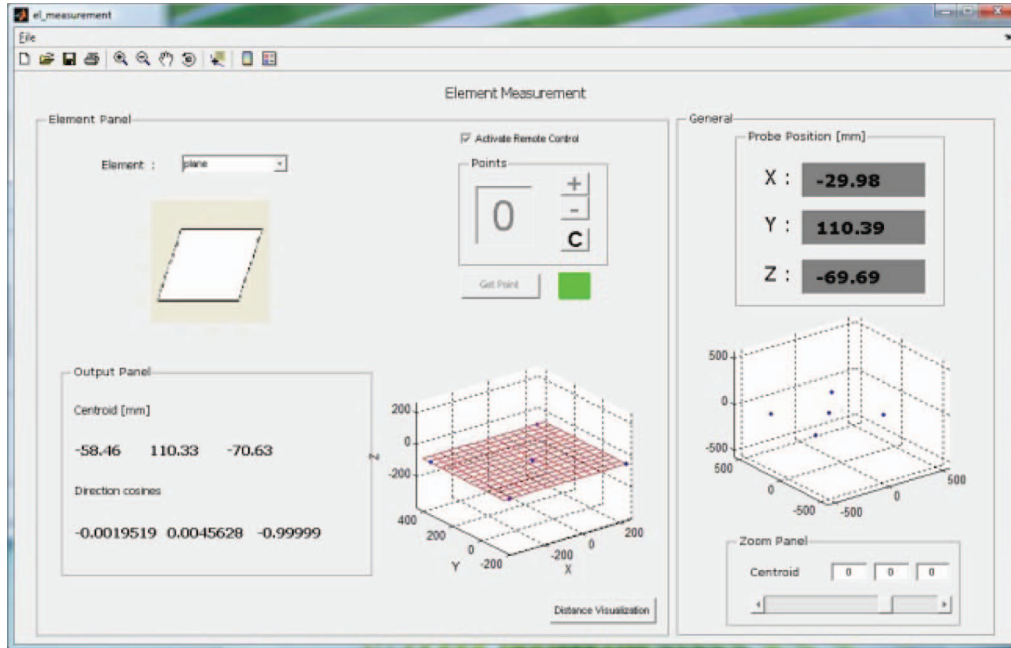 el_measurement
File
Element Measurement
Element Panel
Element :
plane
Activate Remote Control
Points
0
+
-
C
Get Point
Output Panel
Centroid [mm]
-58.46 110.33 -70.63
Direction cosines
-0.0019519 0.0045628 -0.99999
200
0
-200
Z
400
200
0
-200
Y
-200
0
200
X
Distance Visualization
General
Probe Position [mm]
X : -29.98
Y : 110.39
Z : -69.69
500
0
-500
500
0
-500
-500
0
500
Zoom Panel
Centroid 0 0 0